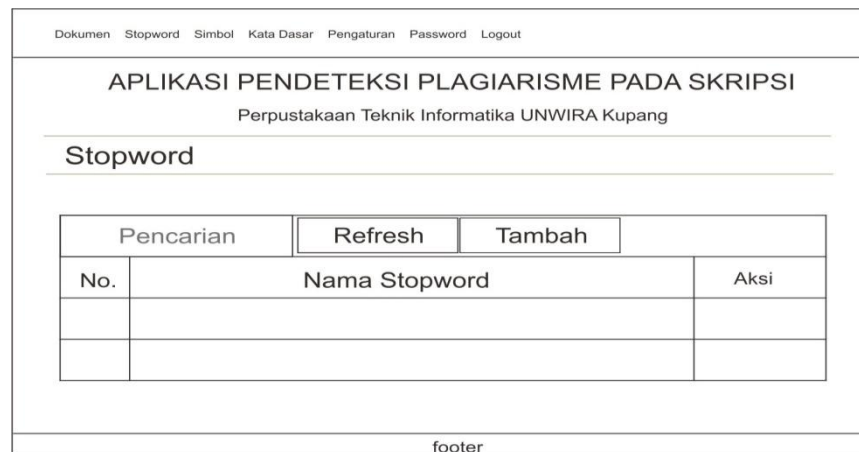 Dokumen Stopword Simbol Kata Dasar Pengaturan Password Logout
APLIKASI PENDETEKSI PLAGIARISME PADA SKRIPSI
Perpustakaan Teknik Informatika UNWIRA Kupang
Stopword
Pencarian Refresh Tambah
No. Nama Stopword Aksi
footer